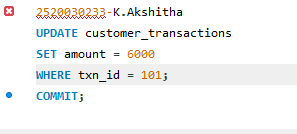 2520030233-K.Akshitha
UPDATE customer_transactions
SET amount = 6000
WHERE txn_id = 101;
COMMIT;